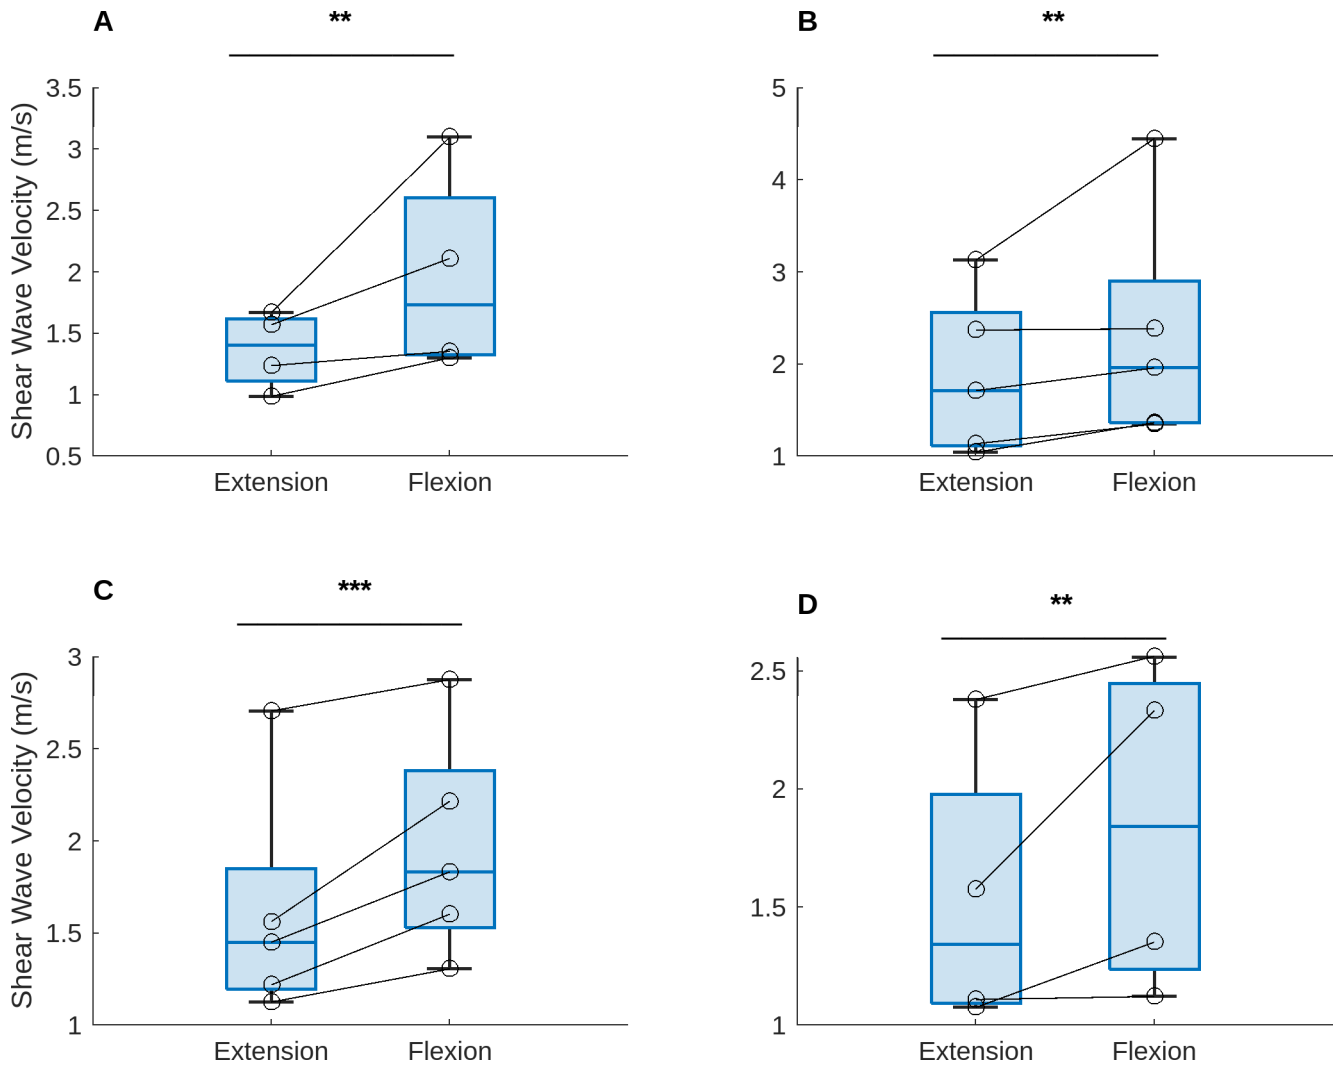 A
**
Shear Wave Velocity (m/s)
3.5
3
2.5
2
1.5
1
0.5
Extension
Flexion
B
**
5
4
3
2
1
Extension
Flexion
C
***
Shear Wave Velocity (m/s)
3
2.5
2
1.5
1
Extension
Flexion
D
**
2.5
2
1.5
1
Extension
Flexion